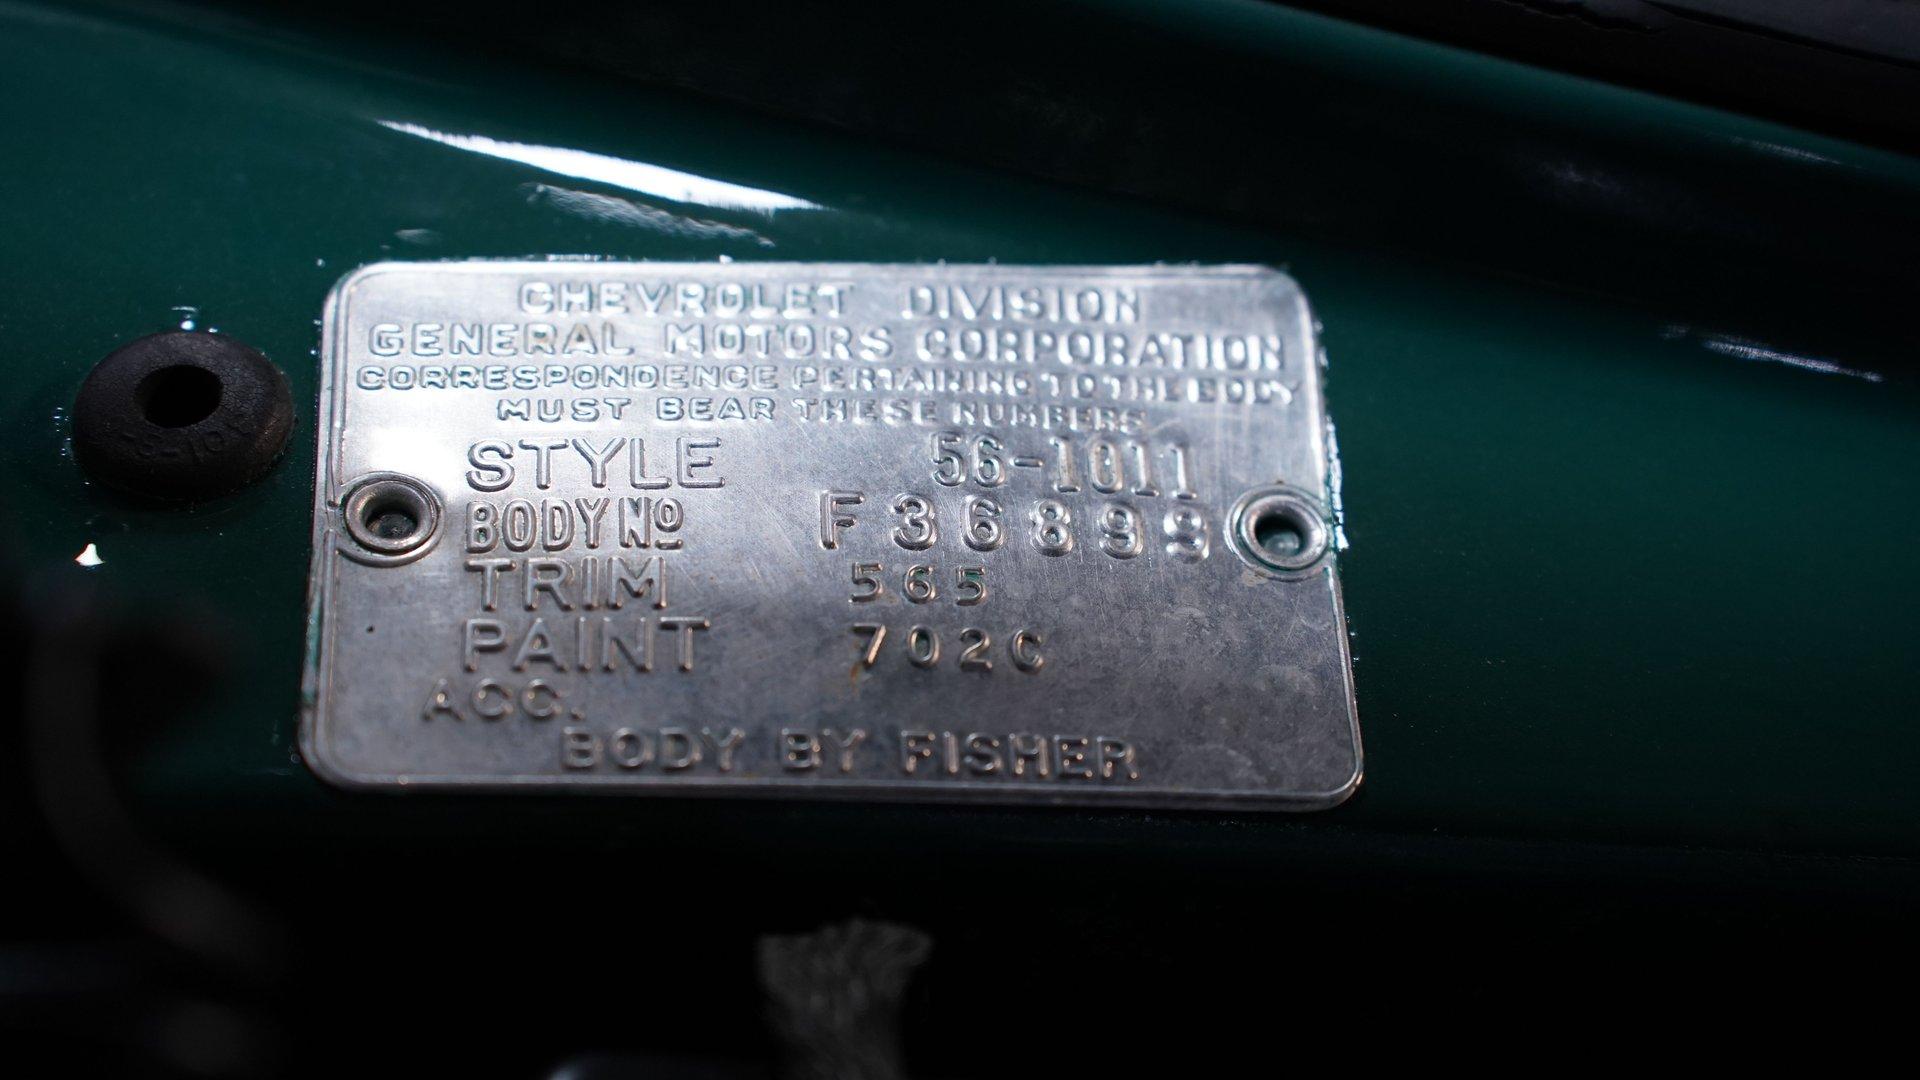 CHEVROLET DIVISION
GENERAL MOTORS CORPORATION
CORRESPONDENCE PERTAINING TO THE BODY
MUST BEAR THESE NUMBERS
STYLE 56-1011
BODY Nº F36899
TRIM 565
PAINT 702C
ACC.
BODY BY FISHER